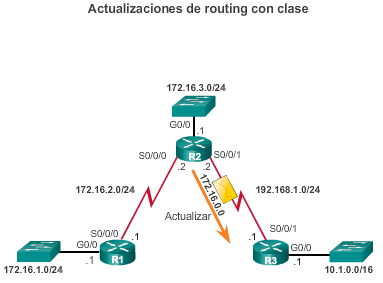 Actualizaciones de routing con clase
172.16.3.0/24
G0/0
.1
S0/0/0
R2
S0/0/1
.2
.2
172.16.2.0/24
172.16.0.0
192.168.1.0/24
Actualizar
S0/0/0
.1
S0/0/1
.1
G0/0
R1
.1
172.16.1.0/24
R3
G0/0
.1
10.1.0.0/16